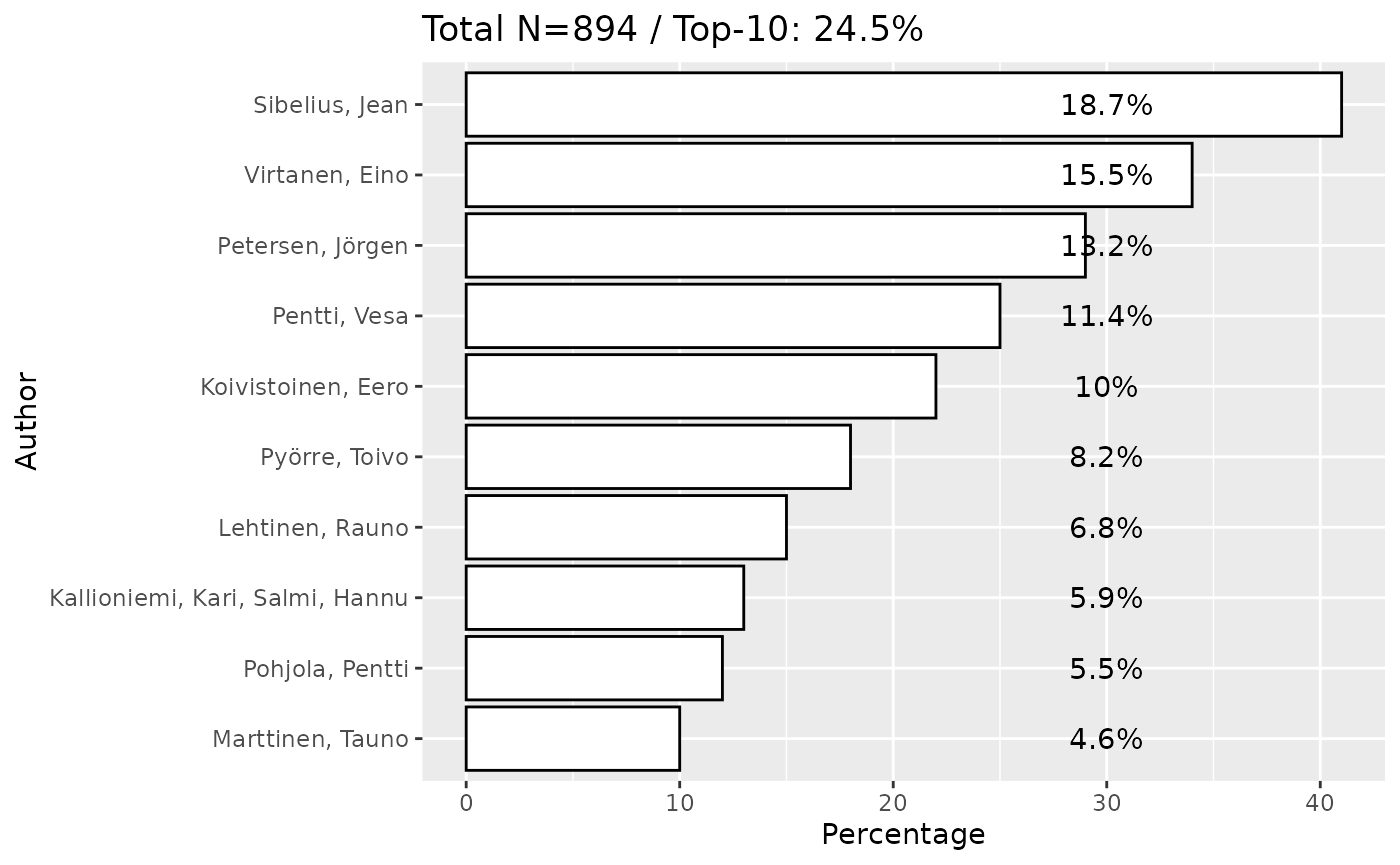 Total N=894 / Top-10: 24.5%
Author
Sibelius, Jean 18.7%
Virtanen, Eino 15.5%
Petersen, Jörgen 13.2%
Pentti, Vesa 11.4%
Koivistoinen, Eero 10%
Pyörre, Toivo 8.2%
Lehtinen, Rauno 6.8%
Kallioniemi, Kari, Salmi, Hannu 5.9%
Pohjola, Pentti 5.5%
Marttinen, Tauno 4.6%
0 10 20 30 40
Percentage